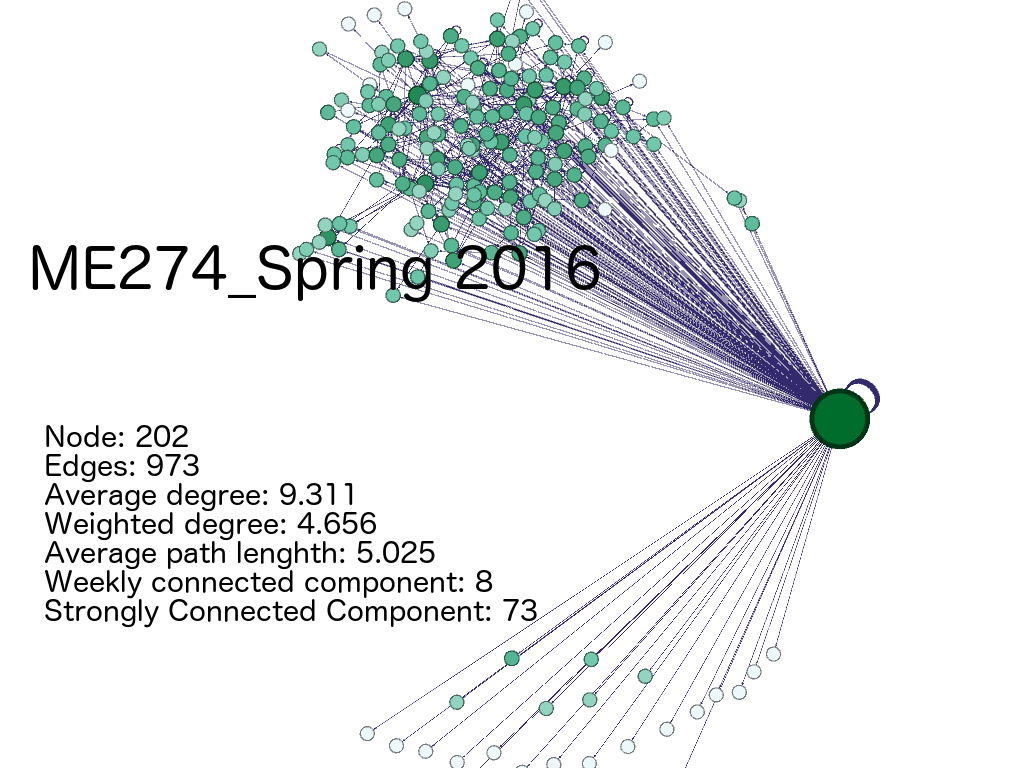 ME274_Spring 2016
Node: 202
Edges: 973
Average degree: 9.311
Weighted degree: 4.656
Average path lenghth: 5.025
Weekly connected component: 8
Strongly Connected Component: 73